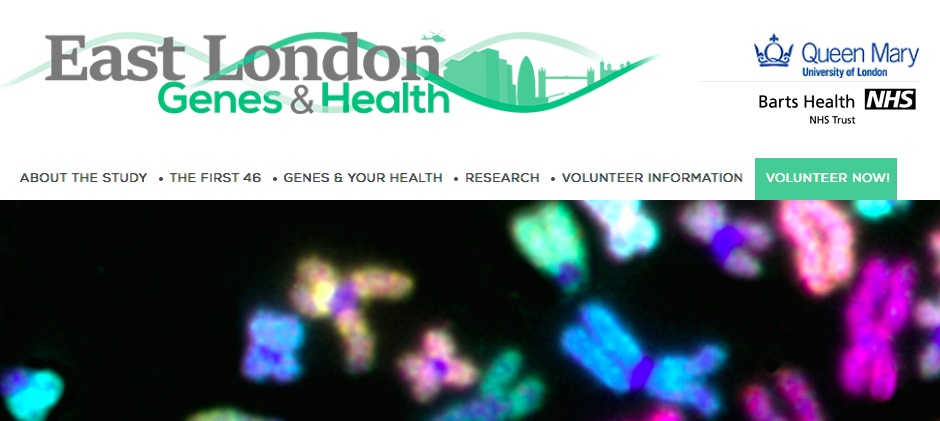 East London
Genes & Health
Queen Mary
University of London
Barts Health NHS
NHS Trust
ABOUT THE STUDY • THE FIRST 46 • GENES & YOUR HEALTH • RESEARCH • VOLUNTEER INFORMATION VOLUNTEER NOW!